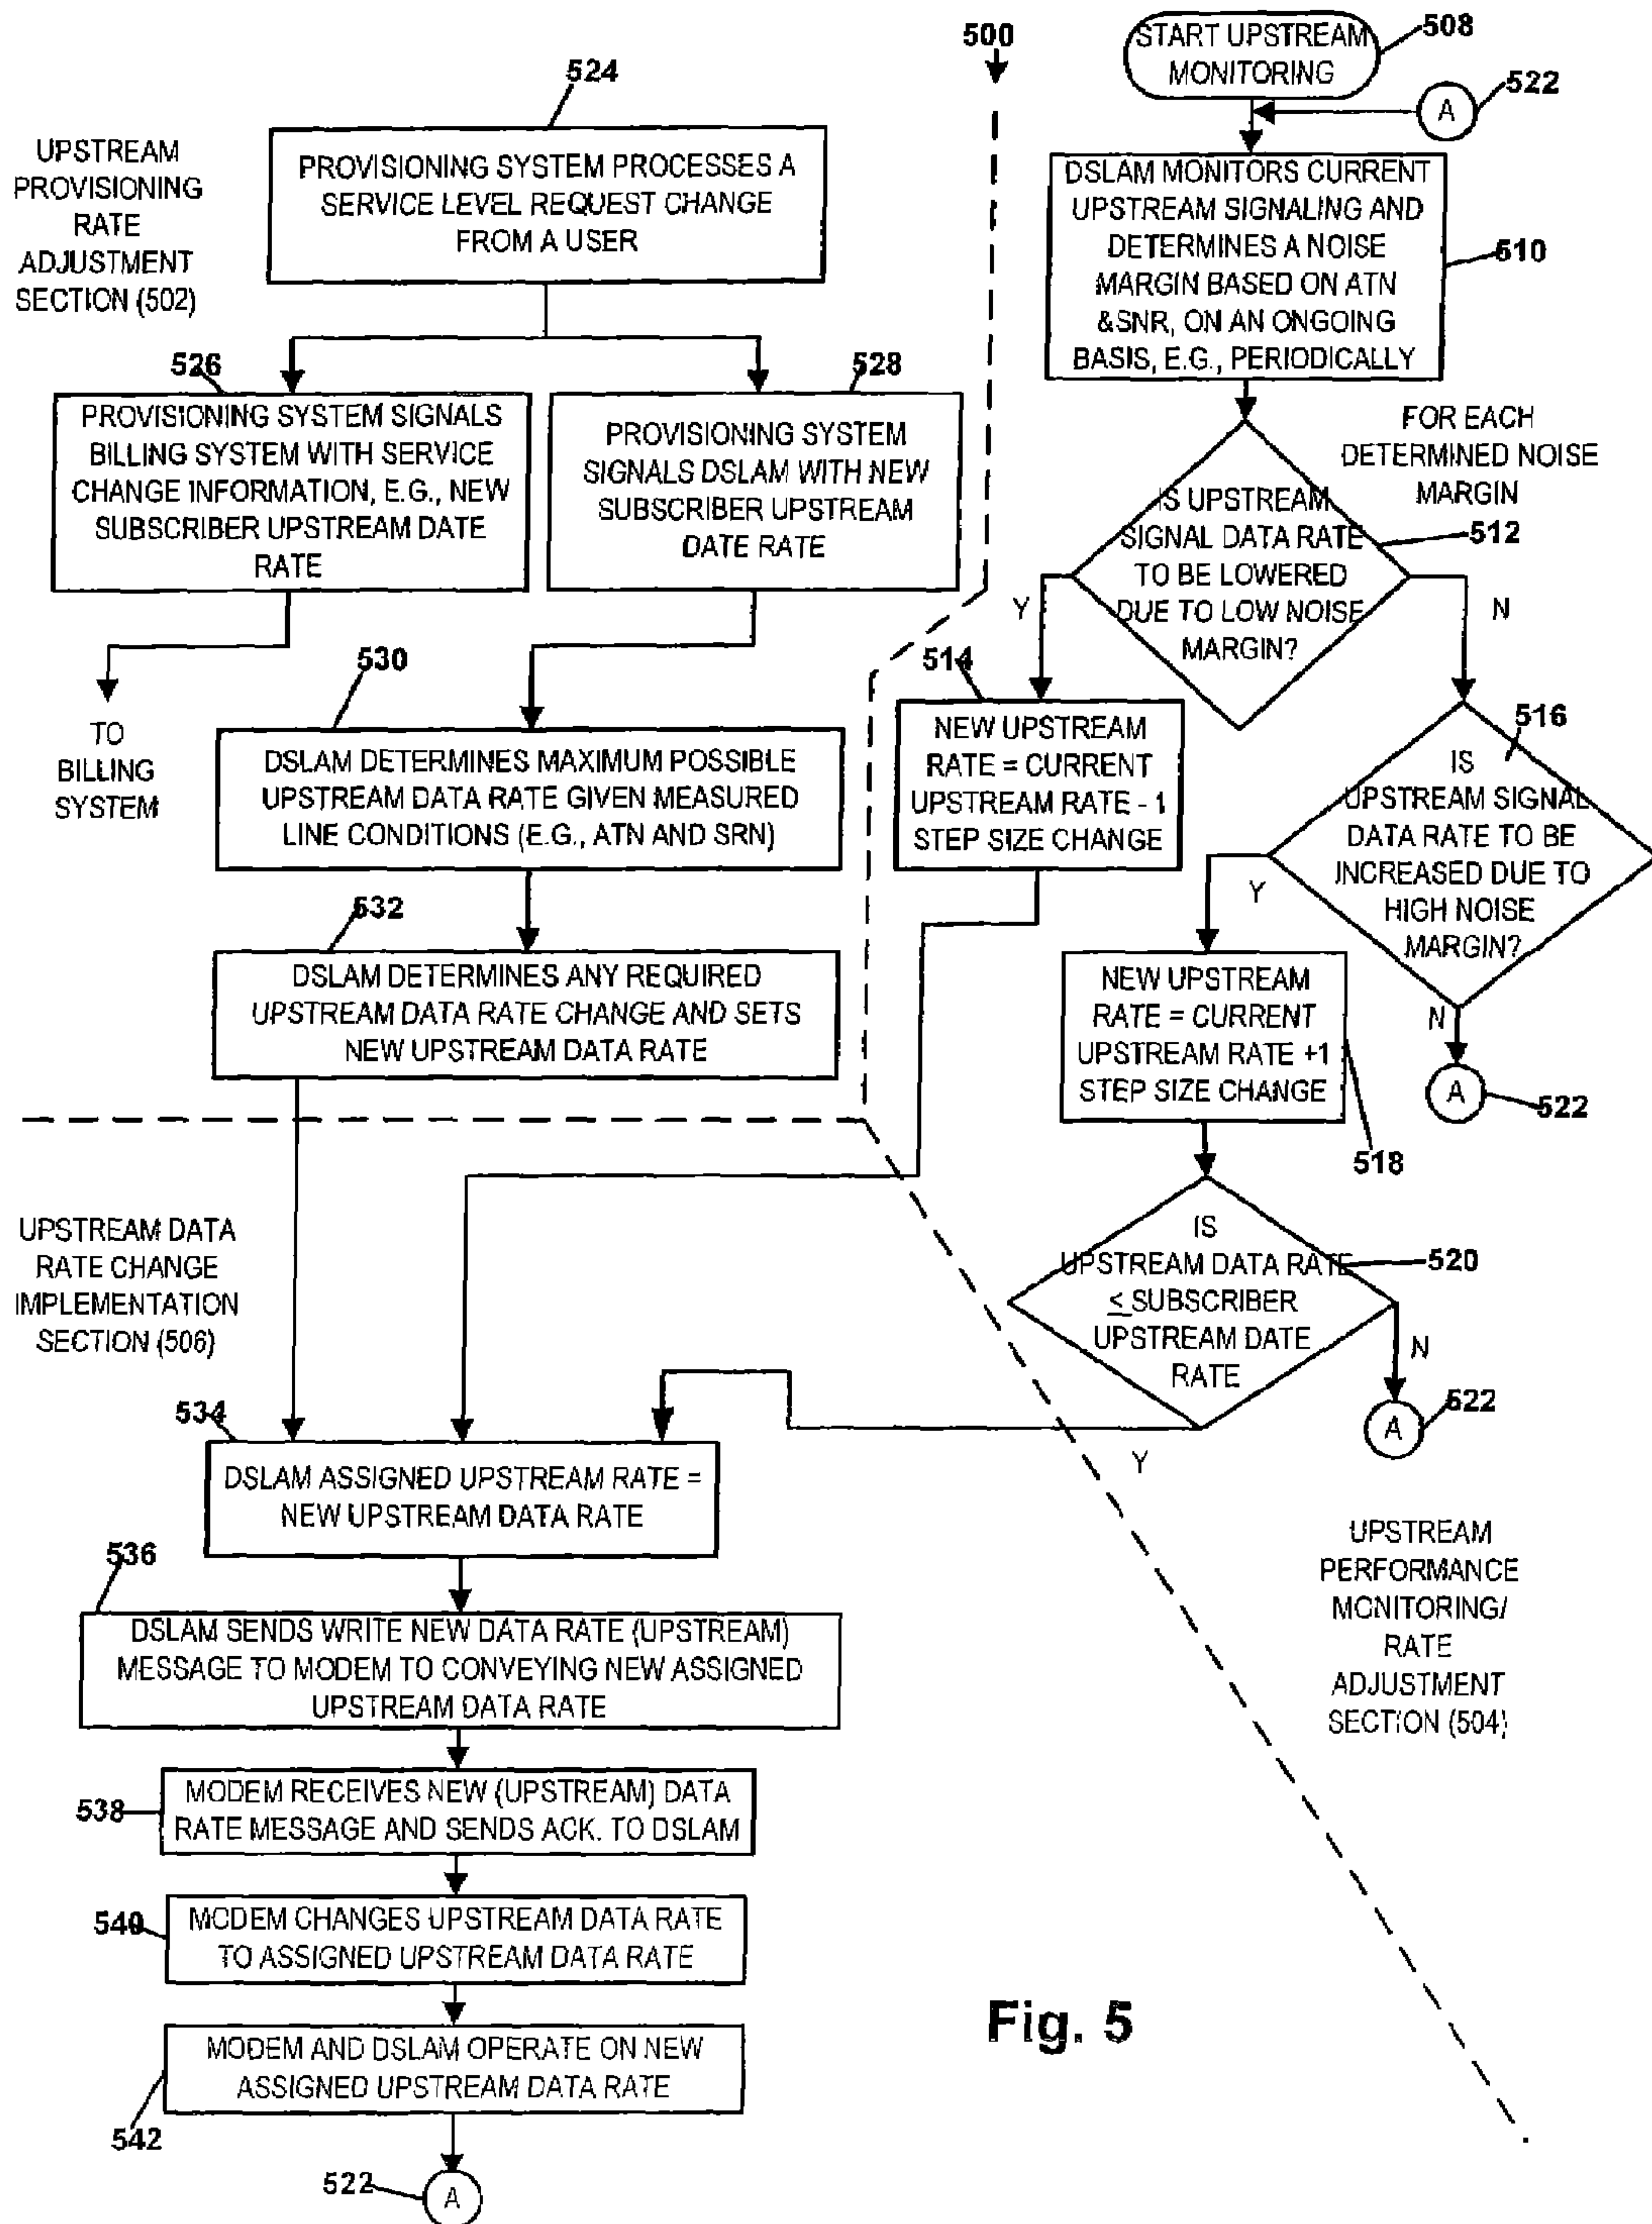 500
START UPSTREAM
MONITORING
508
A
522
DSLAM MONITORS CURRENT
UPSTREAM SIGNALING AND
DETERMINES A NOISE
MARGIN BASED ON ATN
&SNR, ON AN ONGOING
BASIS, E.G., PERIODICALLY
510
FOR EACH
DETERMINED NOISE
MARGIN
IS UPSTREAM
SIGNAL DATA RATE
TO BE LOWERED
DUE TO LOW NOISE
MARGIN?
512
Y
N
514
NEW UPSTREAM
RATE = CURRENT
UPSTREAM RATE - 1
STEP SIZE CHANGE
516
IS
UPSTREAM SIGNAL
DATA RATE TO BE
INCREASED DUE TO
HIGH NOISE
MARGIN?
Y
N
A
522
NEW UPSTREAM
RATE = CURRENT
UPSTREAM RATE +1
STEP SIZE CHANGE
518
IS
UPSTREAM DATA RATE
≤ SUBSCRIBER
UPSTREAM DATE
RATE
520
N
Y
522
A
UPSTREAM
PERFORMANCE
MONITORING/
RATE
ADJUSTMENT
SECTION (504)
UPSTREAM
PROVISIONING
RATE
ADJUSTMENT
SECTION (502)
524
PROVISIONING SYSTEM PROCESSES A
SERVICE LEVEL REQUEST CHANGE
FROM A USER
526
PROVISIONING SYSTEM SIGNALS
BILLING SYSTEM WITH SERVICE
CHANGE INFORMATION, E.G., NEW
SUBSCRIBER UPSTREAM DATE
RATE
528
PROVISIONING SYSTEM
SIGNALS DSLAM WITH NEW
SUBSCRIBER UPSTREAM
DATE RATE
TO
BILLING
SYSTEM
530
DSLAM DETERMINES MAXIMUM POSSIBLE
UPSTREAM DATA RATE GIVEN MEASURED
LINE CONDITIONS (E.G., ATN AND SRN)
532
DSLAM DETERMINES ANY REQUIRED
UPSTREAM DATA RATE CHANGE AND SETS
NEW UPSTREAM DATA RATE
UPSTREAM DATA
RATE CHANGE
IMPLEMENTATION
SECTION (506)
534
DSLAM ASSIGNED UPSTREAM RATE =
NEW UPSTREAM DATA RATE
536
DSLAM SENDS WRITE NEW DATA RATE (UPSTREAM)
MESSAGE TO MODEM TO CONVEYING NEW ASSIGNED
UPSTREAM DATA RATE
538
MODEM RECEIVES NEW (UPSTREAM) DATA
RATE MESSAGE AND SENDS ACK. TO DSLAM
540
MODEM CHANGES UPSTREAM DATA RATE
TO ASSIGNED UPSTREAM DATA RATE
542
MODEM AND DSLAM OPERATE ON NEW
ASSIGNED UPSTREAM DATA RATE
522
A
Fig. 5